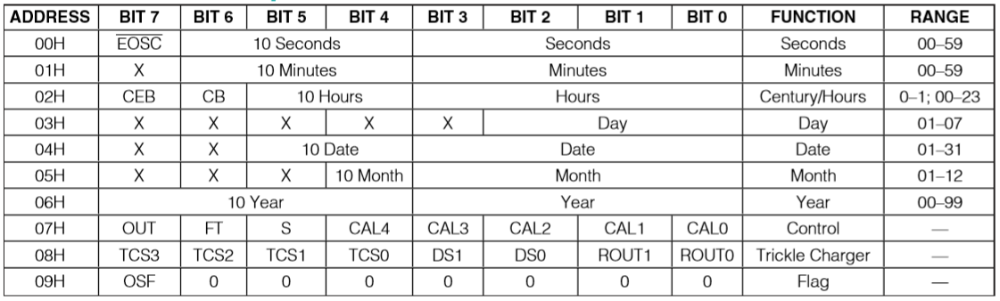 ADDRESS BIT 7 BIT 6 BIT 5 BIT 4 BIT 3 BIT 2 BIT 1 BIT 0 FUNCTION RANGE
00H EOSC 10 Seconds Seconds Seconds 00–59
01H X 10 Minutes Minutes Minutes 00–59
02H CEB CB 10 Hours Hours Century/Hours 0–1; 00–23
03H X X X X X Day Day 01–07
04H X X 10 Date Date Date 01–31
05H X X X 10 Month Month Month 01–12
06H 10 Year Year Year 00–99
07H OUT FT S CAL4 CAL3 CAL2 CAL1 CAL0 Control —
08H TCS3 TCS2 TCS1 TCS0 DS1 DS0 ROUT1 ROUT0 Trickle Charger —
09H OSF 0 0 0 0 0 0 0 Flag —